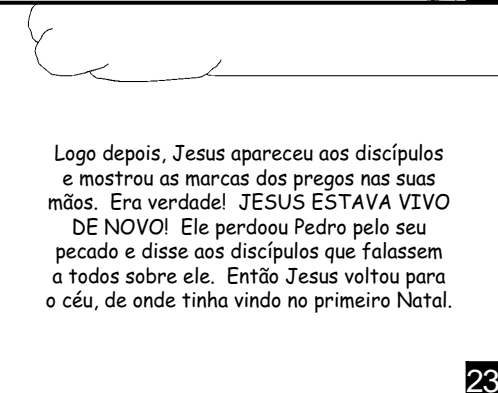 Logo depois, Jesus apareceu aos discípulos
e mostrou as marcas dos pregos nas suas
mãos.  Era verdade!  JESUS ESTAVA VIVO
DE NOVO!  Ele perdoou Pedro pelo seu
pecado e disse aos discípulos que falassem
a todos sobre ele.  Então Jesus voltou para
o céu, de onde tinha vindo no primeiro Natal.
23